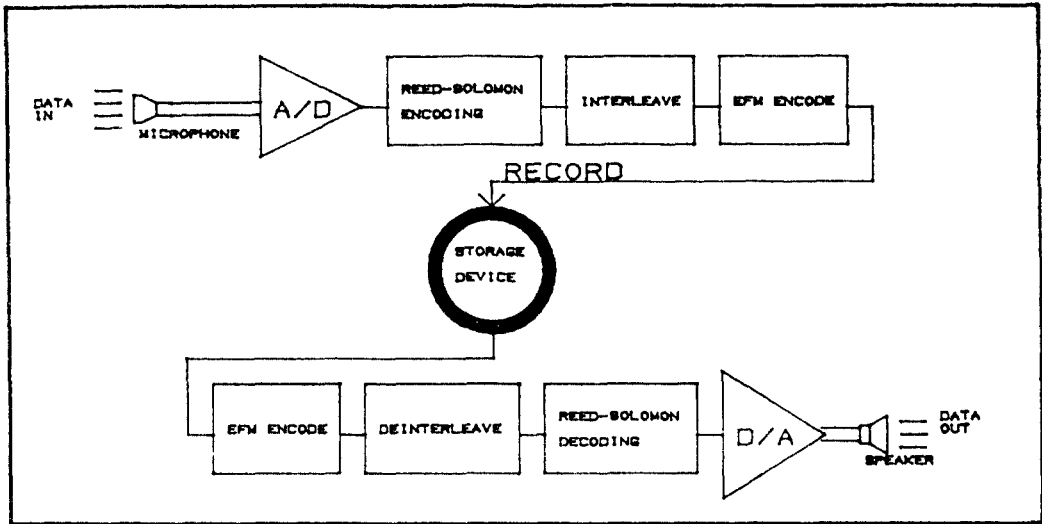 DATA
IN
MICROPHONE
A/D
REED-SOLOMON
ENCODING
INTERLEAVE
EFM ENCODE
RECORD
STORAGE
DEVICE
EFM ENCODE
DEINTERLEAVE
REED-SOLOMON
DECODING
D/A
SPEAKER
DATA
OUT